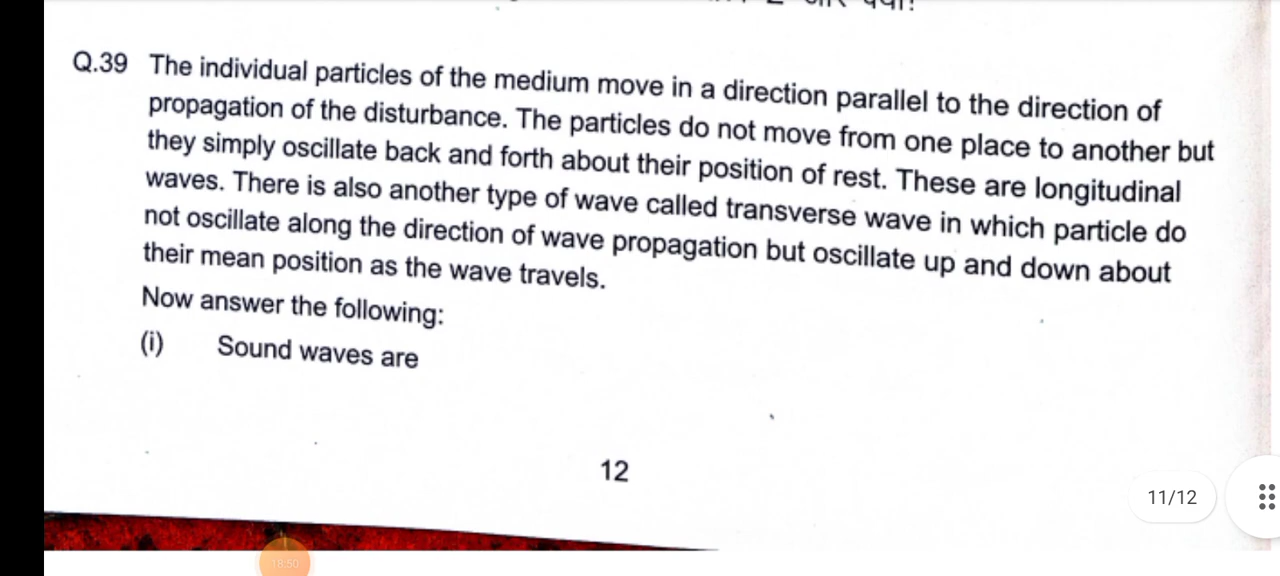 Q.39 The individual particles of the medium move in a direction parallel to the direction of
propagation of the disturbance. The particles do not move from one place to another but
they simply oscillate back and forth about their position of rest. These are longitudinal
waves. There is also another type of wave called transverse wave in which particle do
not oscillate along the direction of wave propagation but oscillate up and down about
their mean position as the wave travels.
Now answer the following:
(i) Sound waves are
12
11/12
18:50